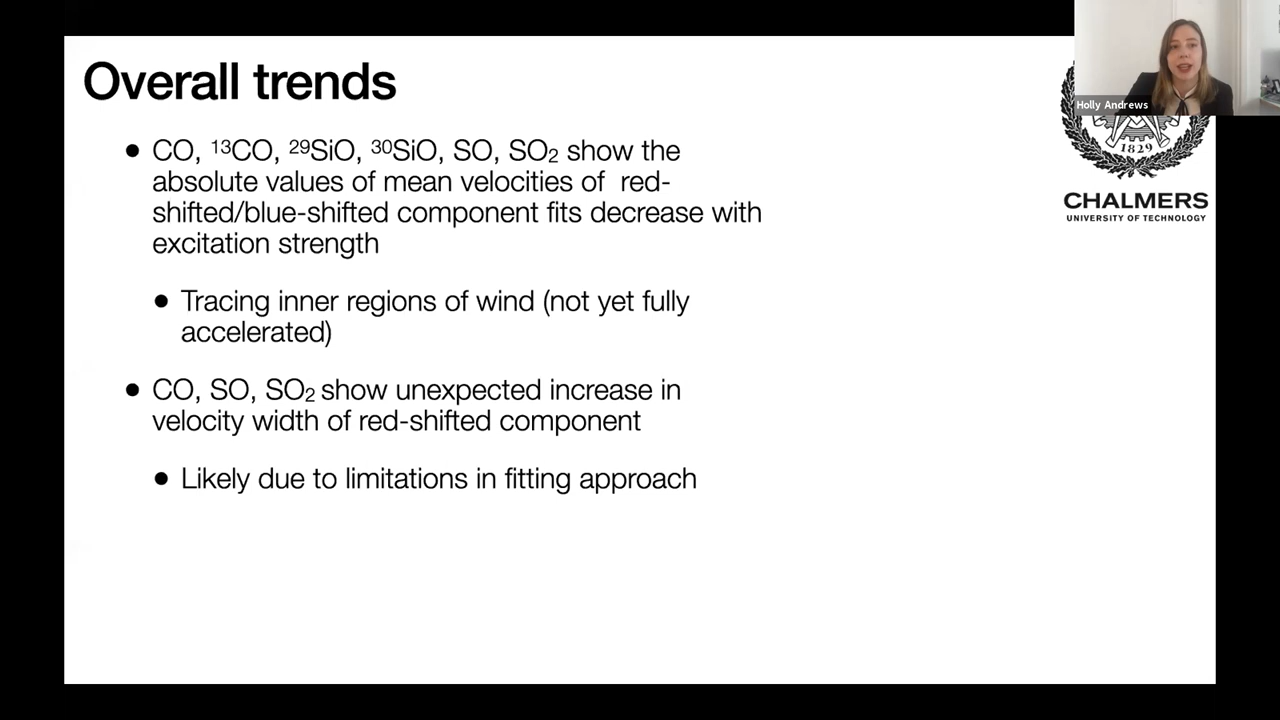 Overall trends
Holly Andrews
• CO, ¹³CO, ²⁹SiO, ³⁰SiO, SO, SO₂ show the
absolute values of mean velocities of  red-
shifted/blue-shifted component fits decrease with
excitation strength
• Tracing inner regions of wind (not yet fully
accelerated)
• CO, SO, SO₂ show unexpected increase in
velocity width of red-shifted component
• Likely due to limitations in fitting approach
1829
CHALMERS
UNIVERSITY OF TECHNOLOGY